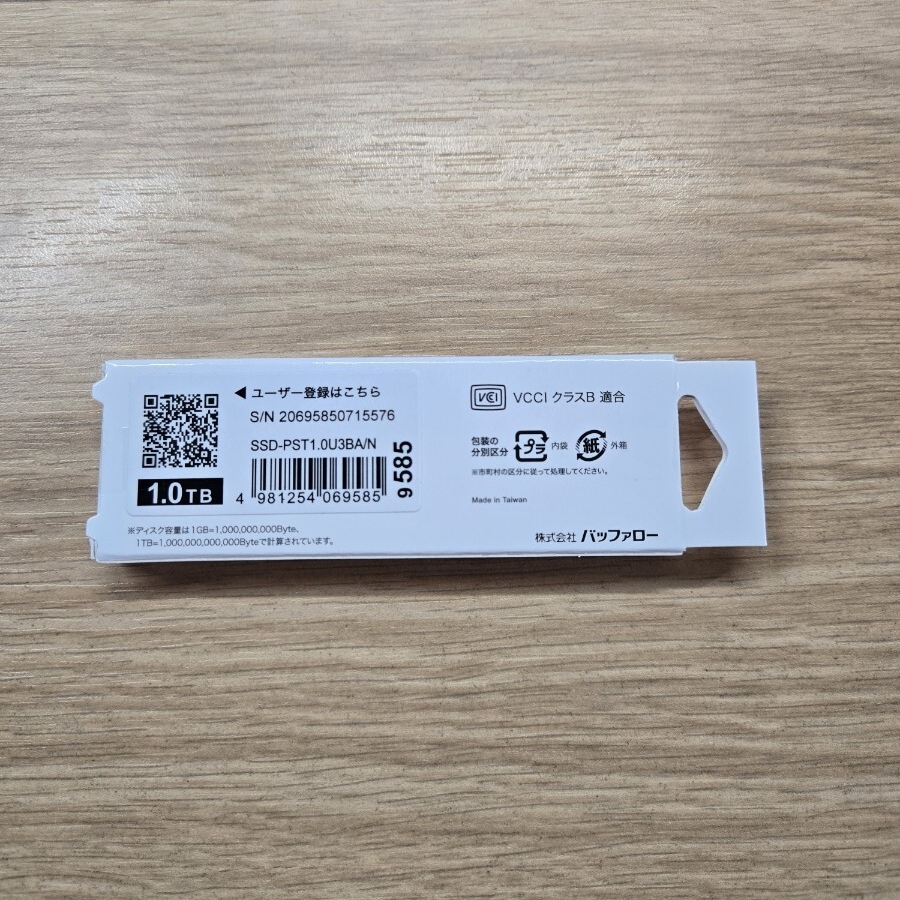 ◀ ユーザー登録はこちら
S/N 20695850715576
SSD-PST1.0U3BA/N
1.0TB
4 981254 069585
9585
※ディスク容量は1GB=1,000,000,000Byte、
1TB=1,000,000,000,000Byteで計算されています。
VCCI VCCI クラスB 適合
包装の
分別区分
プラ 内袋 紙 外箱
※市町村の区分に従って処理してください。
Made in Taiwan
株式会社 バッファロー